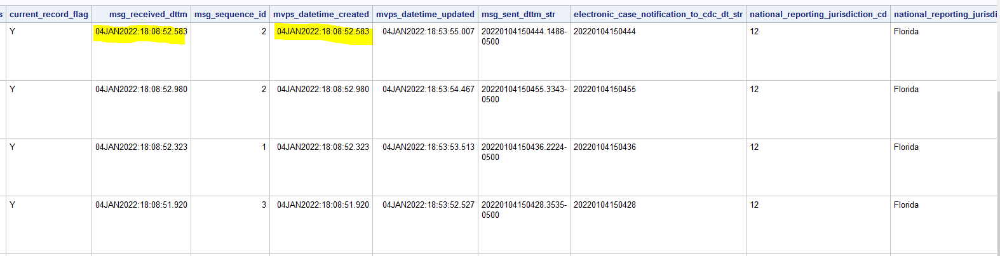 s current_record_flag msg_received_dttm msg_sequence_id mvps_datetime_created mvps_datetime_updated msg_sent_dttm_str electronic_case_notification_to_cdc_dt_str national_reporting_jurisdiction_cd national_reporting_jurisdi
Y 04JAN2022:18:08:52.583 2 04JAN2022:18:08:52.583 04JAN2022:18:53:55.007 20220104150444.1488- 20220104150444 12 Florida
0500
Y 04JAN2022:18:08:52.980 2 04JAN2022:18:08:52.980 04JAN2022:18:53:54.467 20220104150455.3343- 20220104150455 12 Florida
0500
Y 04JAN2022:18:08:52.323 1 04JAN2022:18:08:52.323 04JAN2022:18:53:53.513 20220104150436.2224- 20220104150436 12 Florida
0500
Y 04JAN2022:18:08:51.920 3 04JAN2022:18:08:51.920 04JAN2022:18:53:52.527 20220104150428.3535- 20220104150428 12 Florida
0500